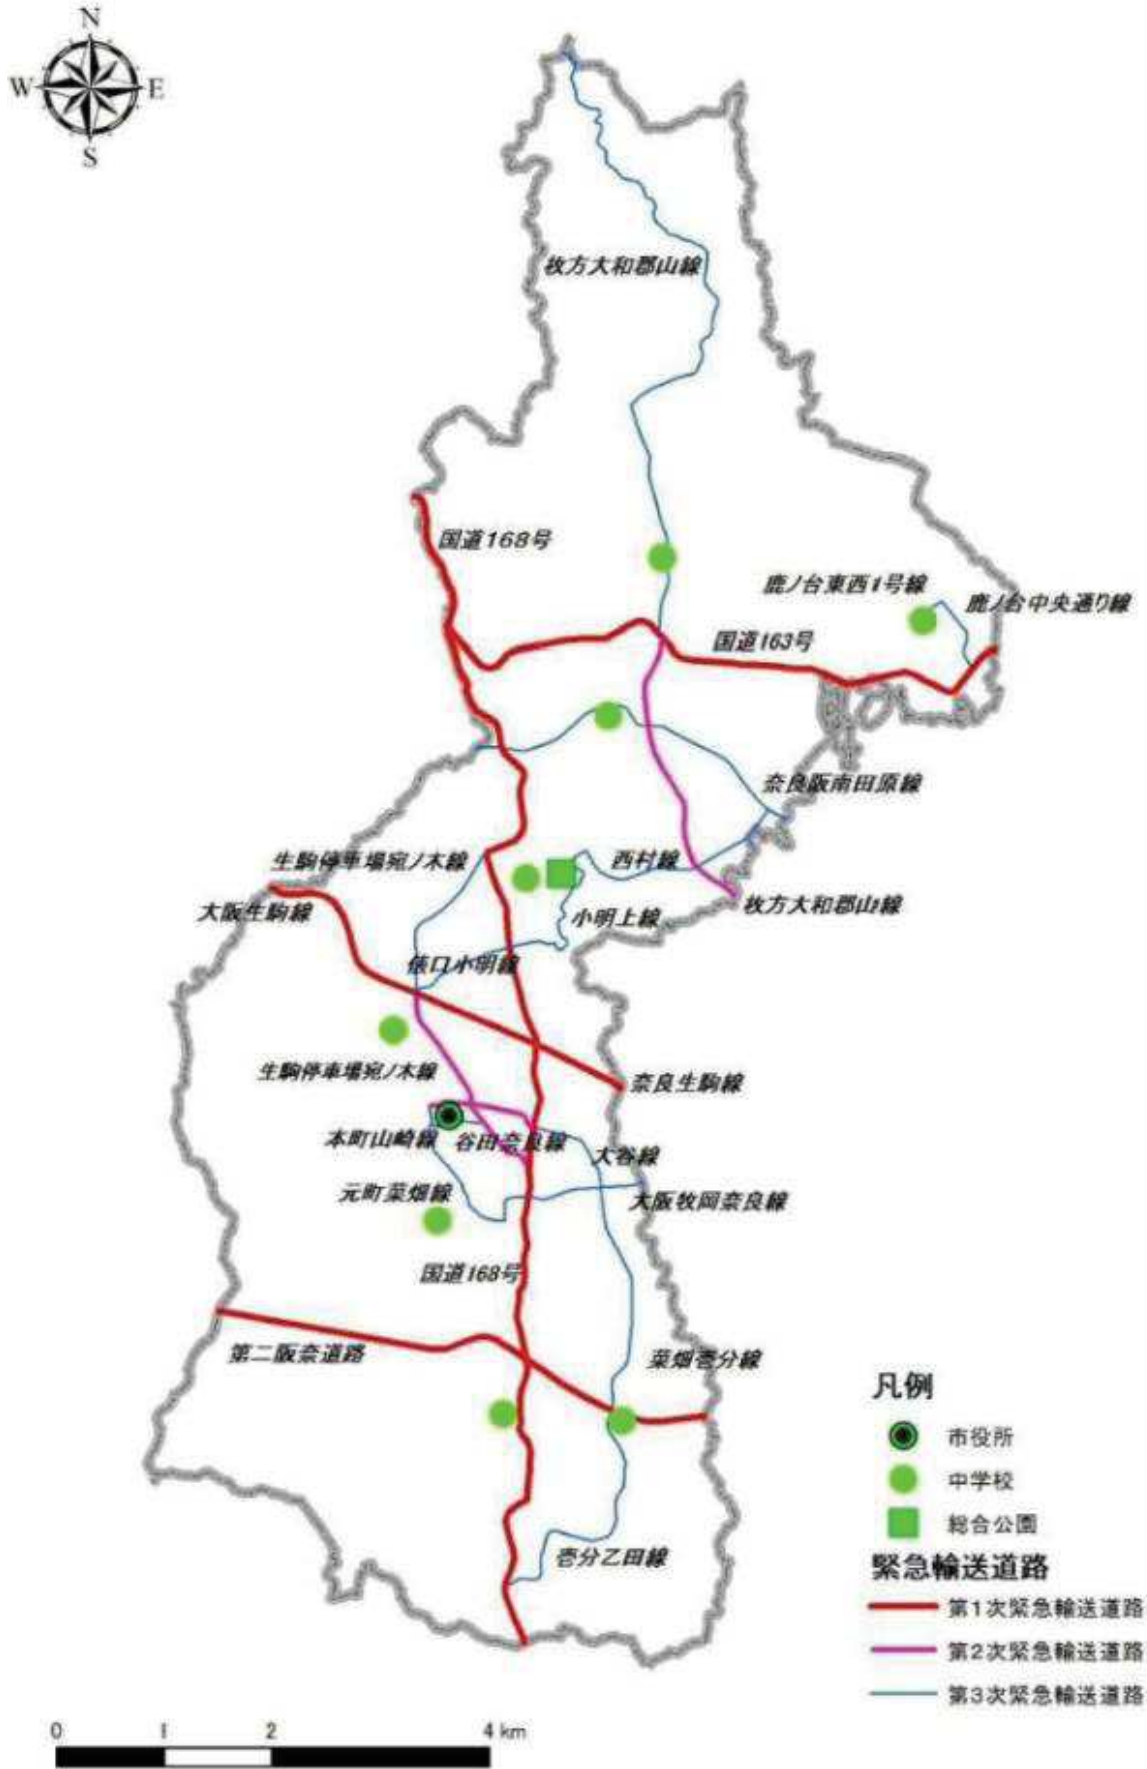 N
W
E
S
枚方大和郡山線
国道168号
鹿ノ台東西1号線
鹿ノ台中央通り線
国道163号
奈良阪南田原線
生駒停車場宛ノ木線
西村線
大阪生駒線
小明上線
枚方大和郡山線
俵口小明線
生駒停車場宛ノ木線
奈良生駒線
本町山崎線
谷田奈良線
大谷線
元町菜畑線
大阪枚岡奈良線
国道168号
第二阪奈道路
菜畑壱分線
壱分乙田線
凡例
市役所
中学校
総合公園
緊急輸送道路
第1次緊急輸送道路
第2次緊急輸送道路
第3次緊急輸送道路
0 1 2 4 km